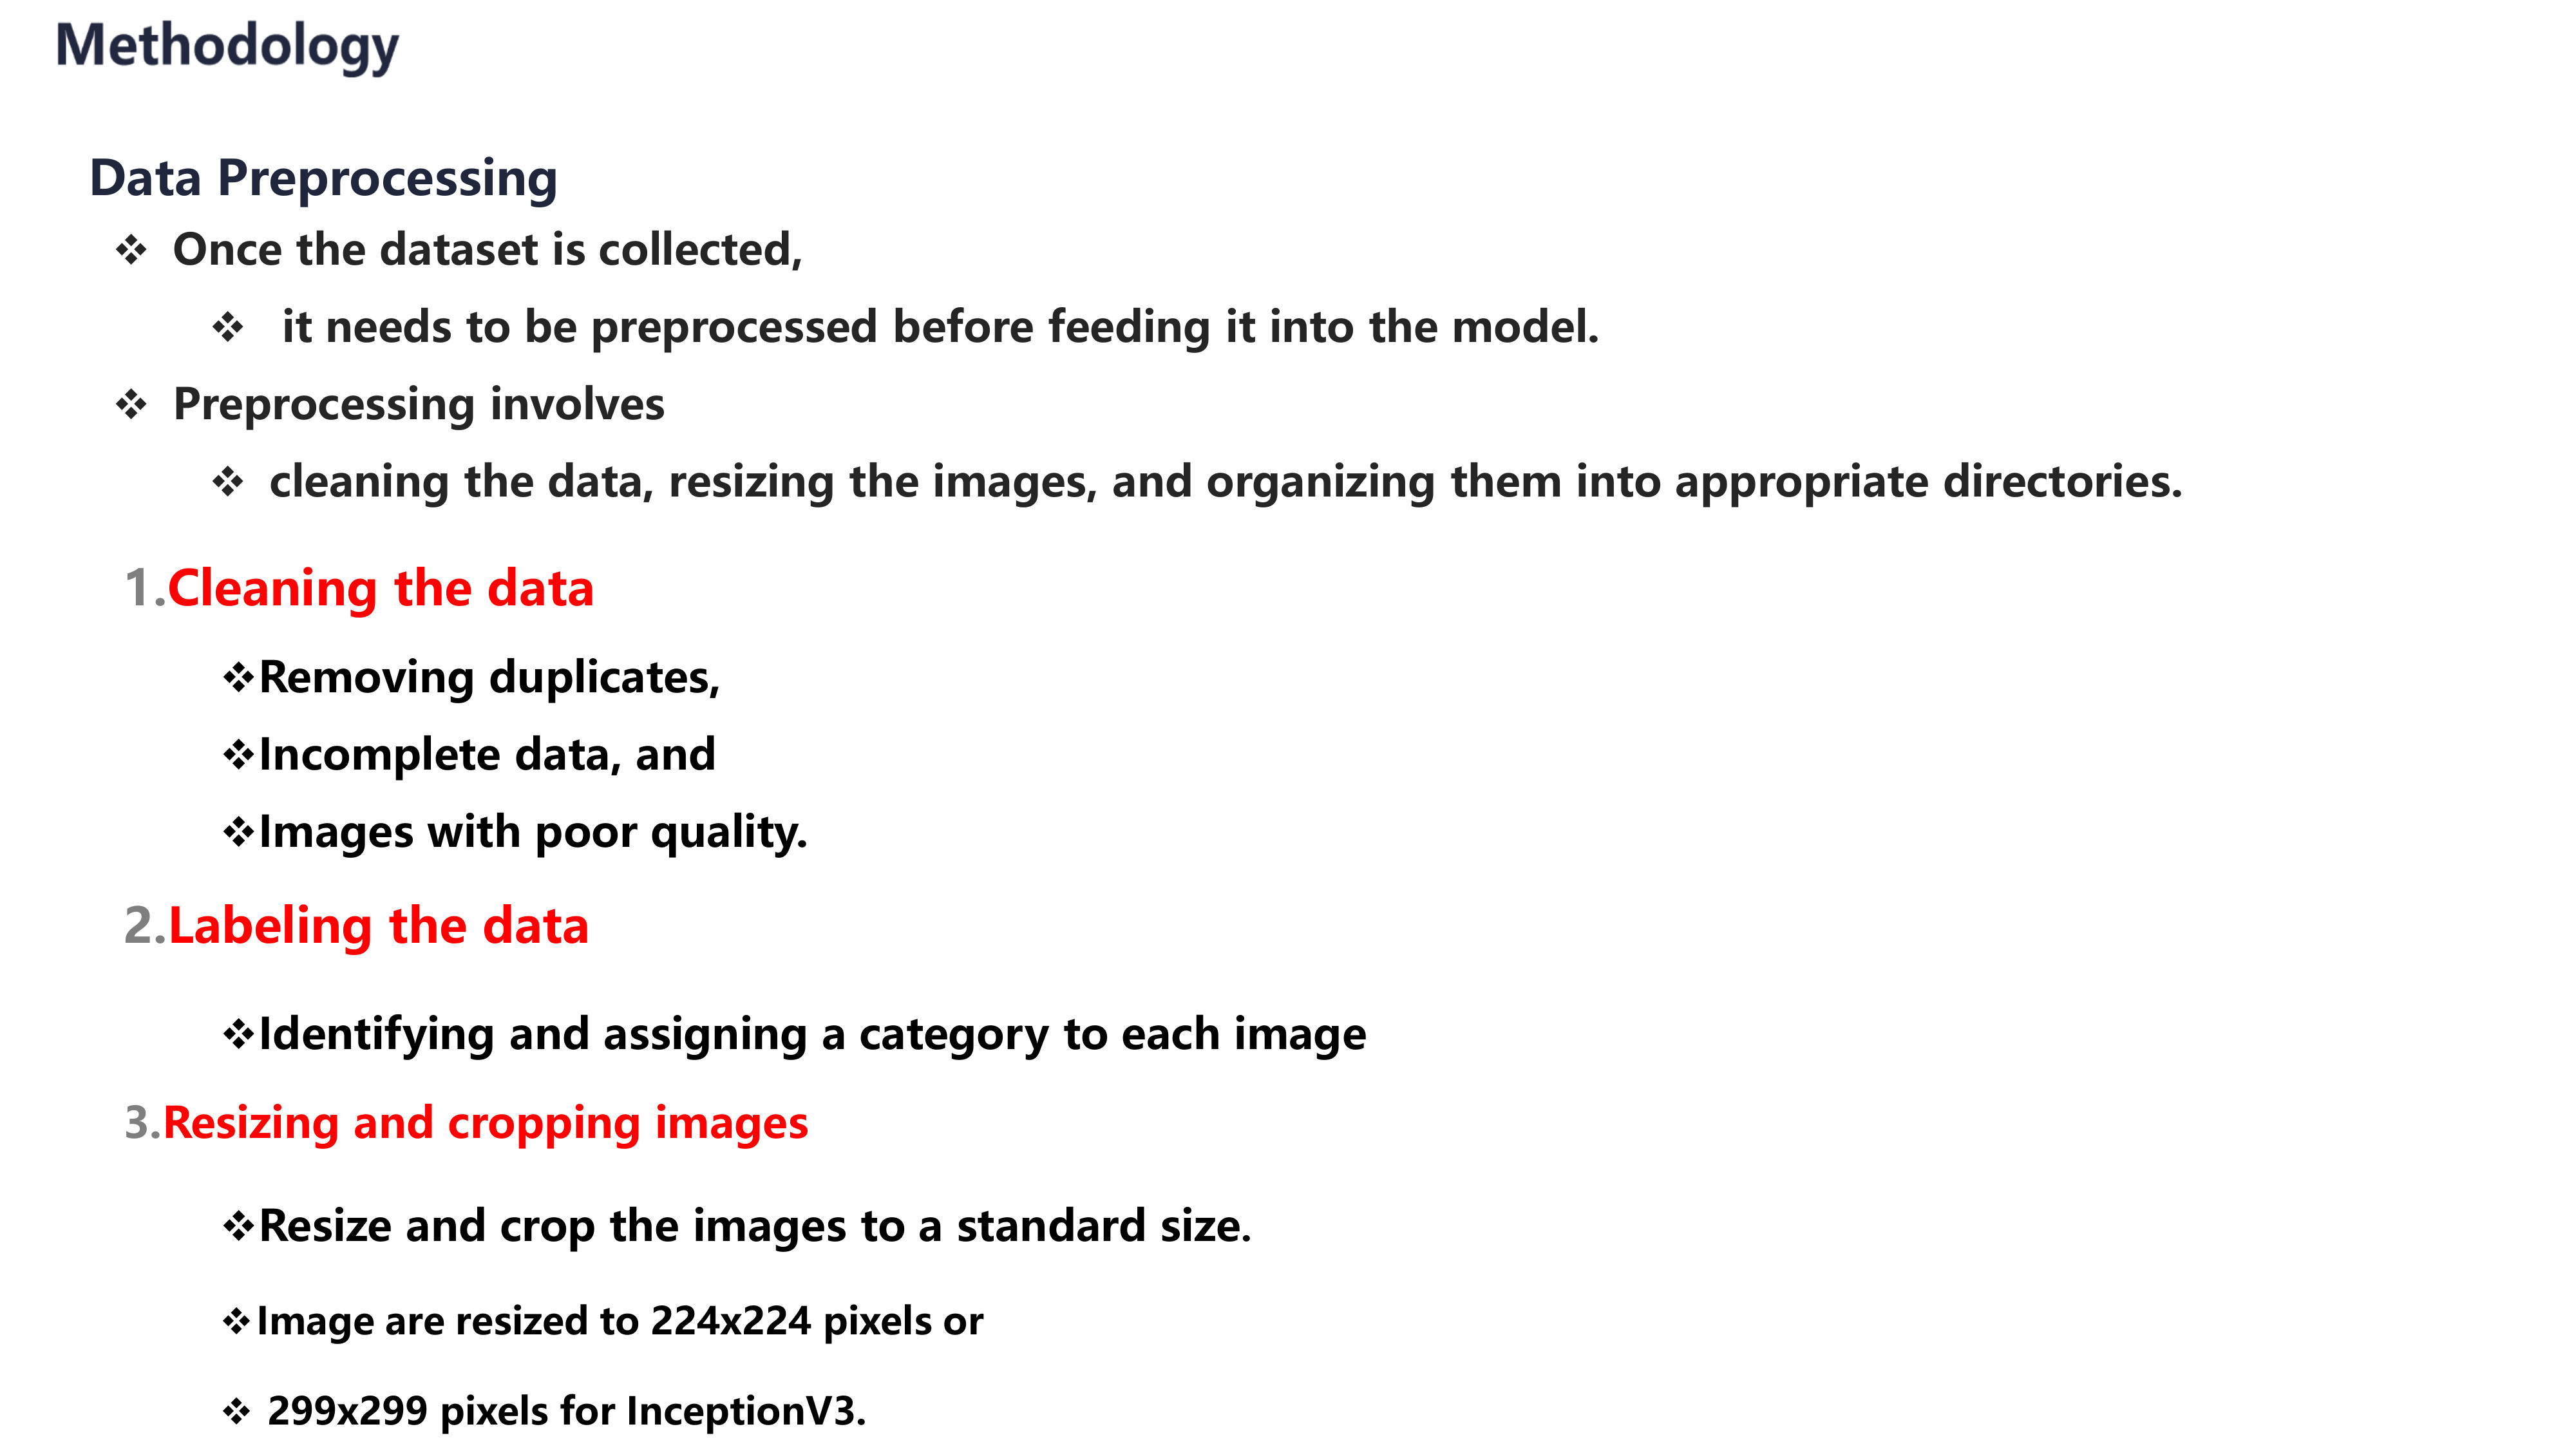 Methodology
Data Preprocessing
❖ Once the dataset is collected,
❖ it needs to be preprocessed before feeding it into the model.
❖ Preprocessing involves
❖ cleaning the data, resizing the images, and organizing them into appropriate directories.
1.Cleaning the data
❖Removing duplicates,
❖Incomplete data, and
❖Images with poor quality.
2.Labeling the data
❖Identifying and assigning a category to each image
3.Resizing and cropping images
❖Resize and crop the images to a standard size.
❖Image are resized to 224x224 pixels or
❖ 299x299 pixels for InceptionV3.